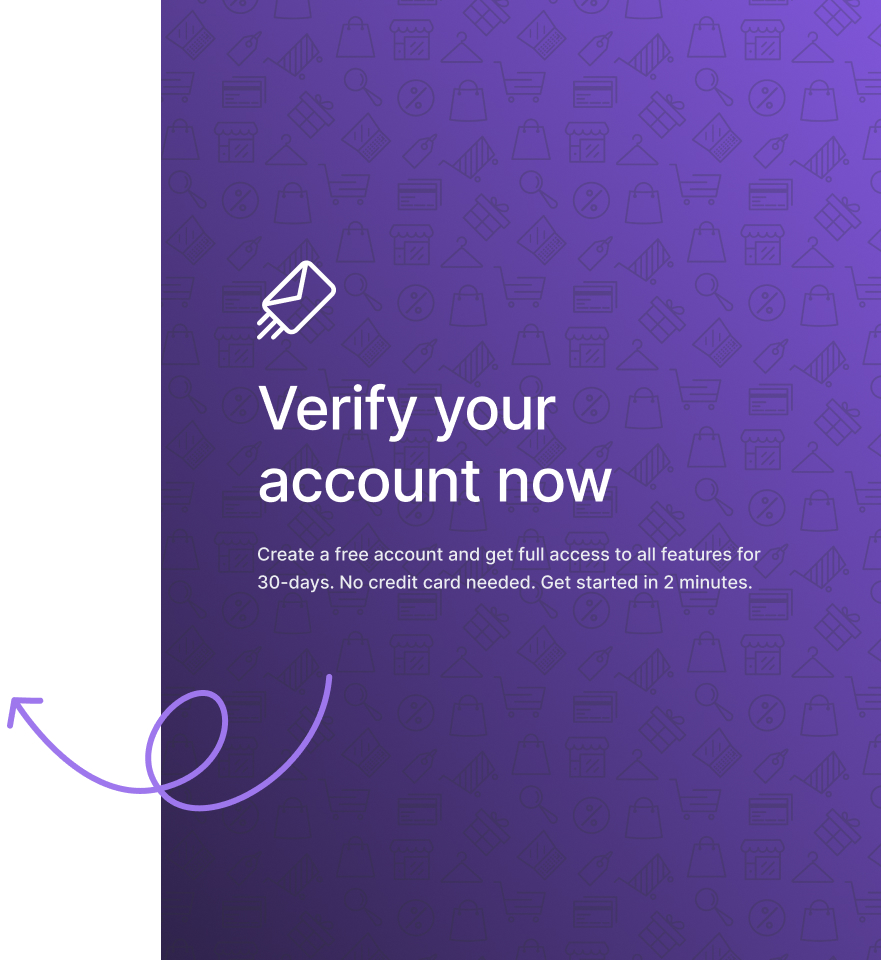 Verify your
account now
Create a free account and get full access to all features for
30-days. No credit card needed. Get started in 2 minutes.